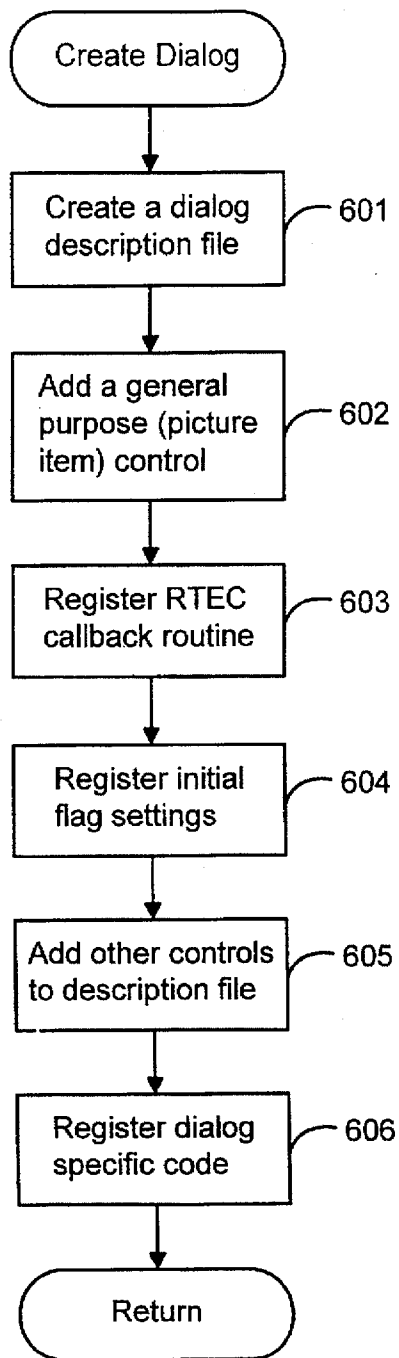 Create Dialog
Create a dialog
description file
601
Add a general
purpose (picture
item) control
602
Register RTEC
callback routine
603
Register initial
flag settings
604
Add other controls
to description file
605
Register dialog
specific code
606
Return